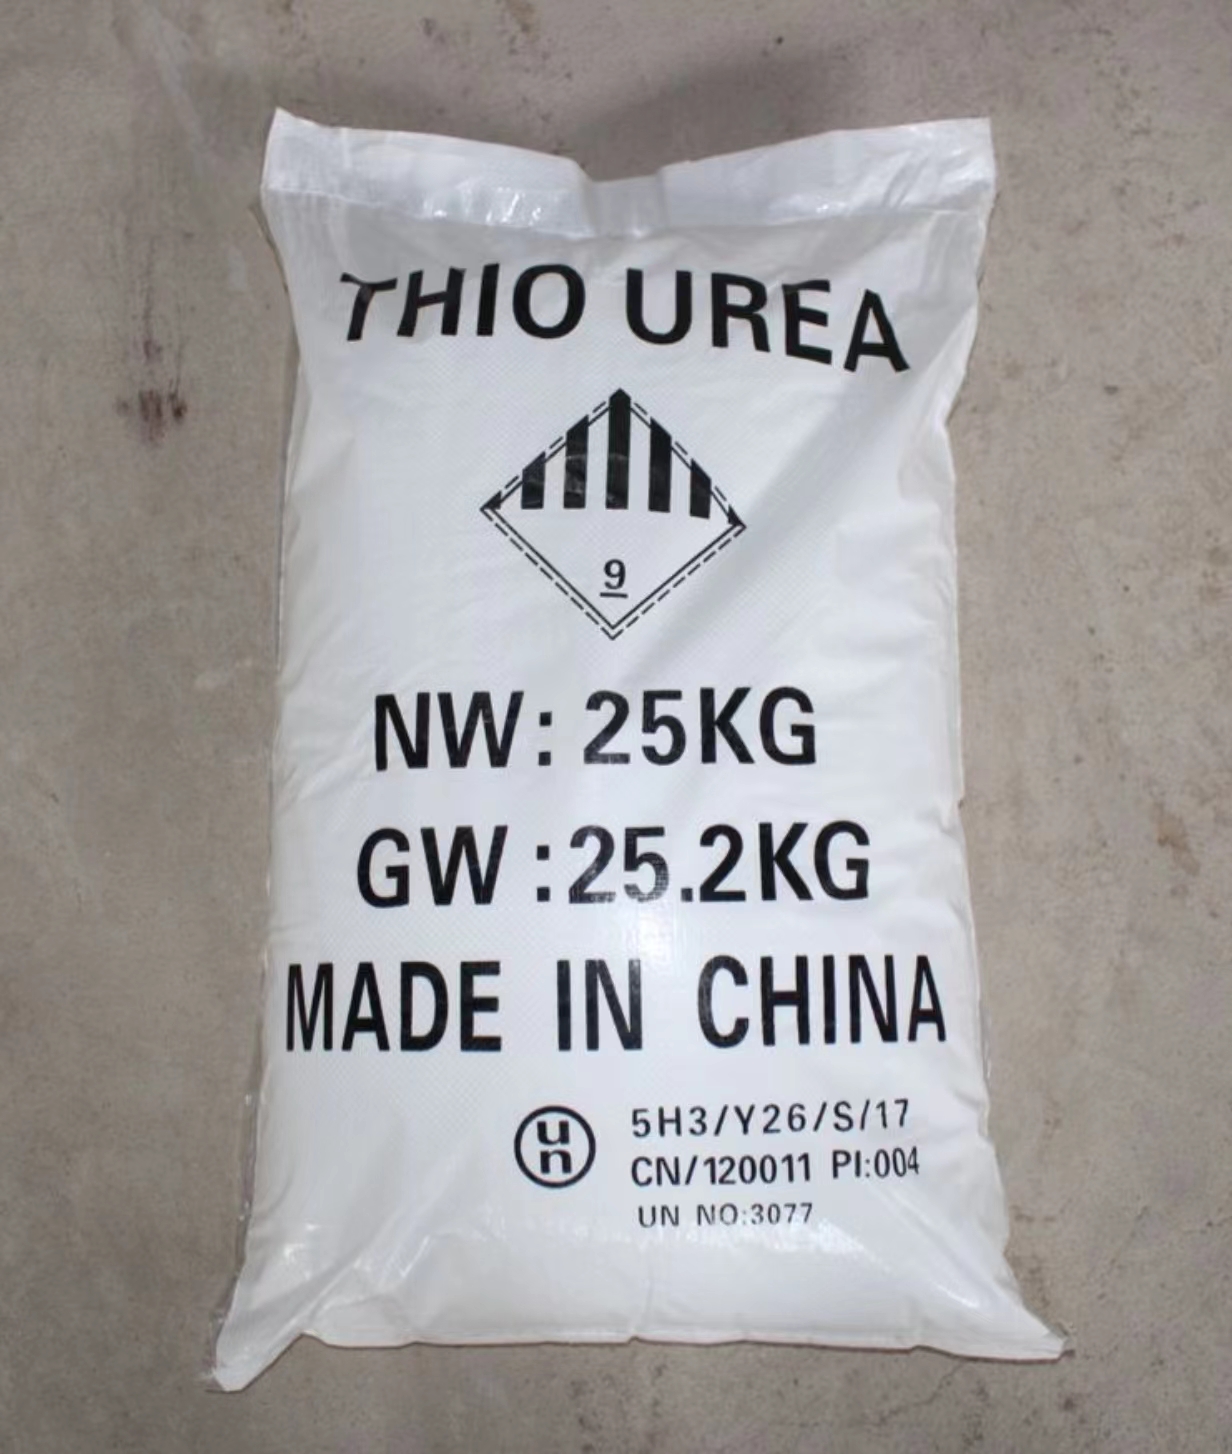 THIO UREA
9
NW: 25KG
GW:25.2KG
MADE IN CHINA
un
5H3/Y26/S/17
CN/120011 PI:004
UN NO:3077